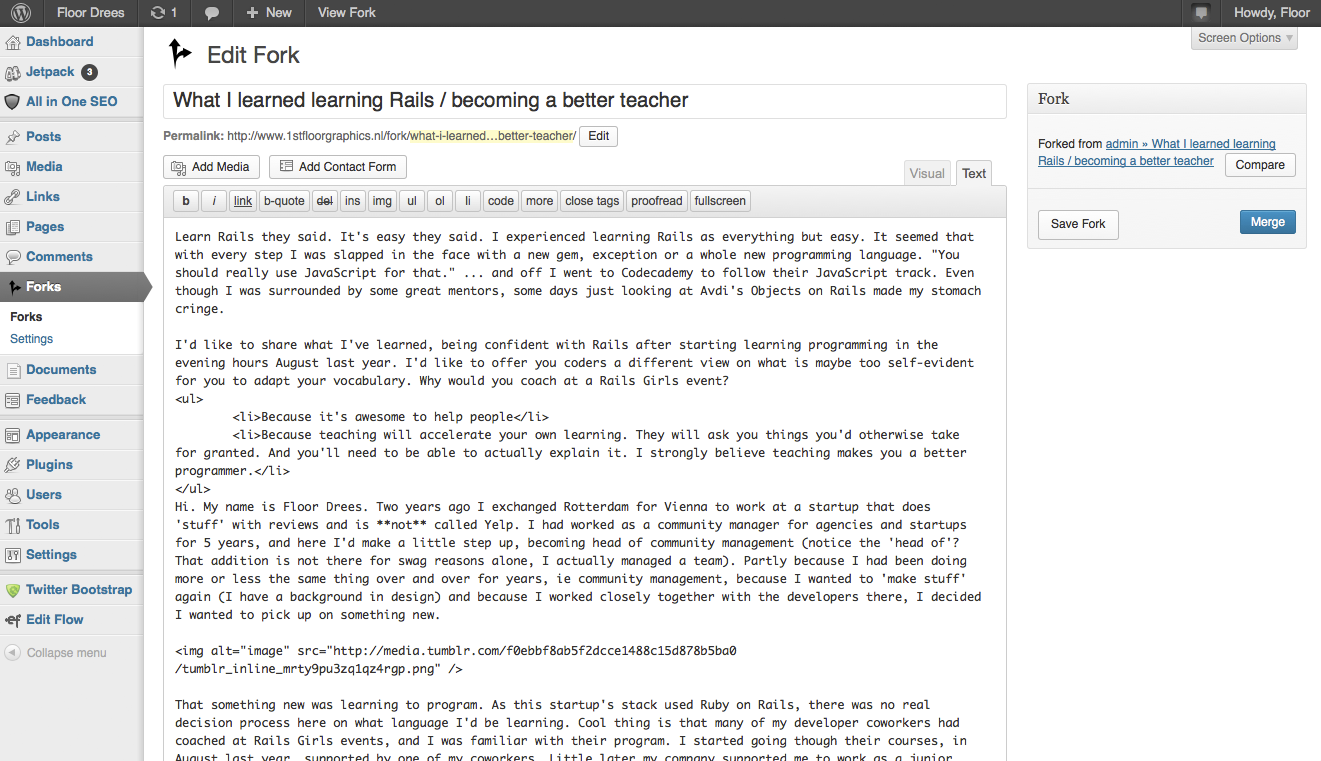 Floor Drees
1
New
View Fork
Howdy, Floor
Screen Options
Dashboard
Jetpack 3
All in One SEO
Posts
Media
Links
Pages
Comments
Forks
Forks
Settings
Documents
Feedback
Appearance
Plugins
Users
Tools
Settings
Twitter Bootstrap
ef Edit Flow
Collapse menu
Edit Fork
What I learned learning Rails / becoming a better teacher
Permalink: http://www.1stfloorgraphics.nl/fork/what-i-learned…better-teacher/ Edit
Add Media
Add Contact Form
Visual
Text
b i link b-quote del ins img ul ol li code more close tags proofread fullscreen
Learn Rails they said. It's easy they said. I experienced learning Rails as everything but easy. It seemed that
with every step I was slapped in the face with a new gem, exception or a whole new programming language. "You
should really use JavaScript for that." ... and off I went to Codecademy to follow their JavaScript track. Even
though I was surrounded by some great mentors, some days just looking at Avdi's Objects on Rails made my stomach
cringe.
I'd like to share what I've learned, being confident with Rails after starting learning programming in the
evening hours August last year. I'd like to offer you coders a different view on what is maybe too self-evident
for you to adapt your vocabulary. Why would you coach at a Rails Girls event?
<ul>
<li>Because it's awesome to help people</li>
<li>Because teaching will accelerate your own learning. They will ask you things you'd otherwise take
for granted. And you'll need to be able to actually explain it. I strongly believe teaching makes you a better
programmer.</li>
</ul>
Hi. My name is Floor Drees. Two years ago I exchanged Rotterdam for Vienna to work at a startup that does
'stuff' with reviews and is **not** called Yelp. I had worked as a community manager for agencies and startups
for 5 years, and here I'd make a little step up, becoming head of community management (notice the 'head of'?
That addition is not there for swag reasons alone, I actually managed a team). Partly because I had been doing
more or less the same thing over and over for years, ie community management, because I wanted to 'make stuff'
again (I have a background in design) and because I worked closely together with the developers there, I decided
I wanted to pick up on something new.
<img alt="image" src="http://media.tumblr.com/f0ebbf8ab5f2dcce1488c15d878b5ba0
/tumblr_inline_mrty9pu3zq1qz4rgp.png" />
That something new was learning to program. As this startup's stack used Ruby on Rails, there was no real
decision process here on what language I'd be learning. Cool thing is that many of my developer coworkers had
coached at Rails Girls events, and I was familiar with their program. I started going though their courses, in
August last year, supported by one of my coworkers. Little later my company supported me to work as a junior
Fork
Forked from admin » What I learned learning
Rails / becoming a better teacher
Compare
Save Fork
Merge